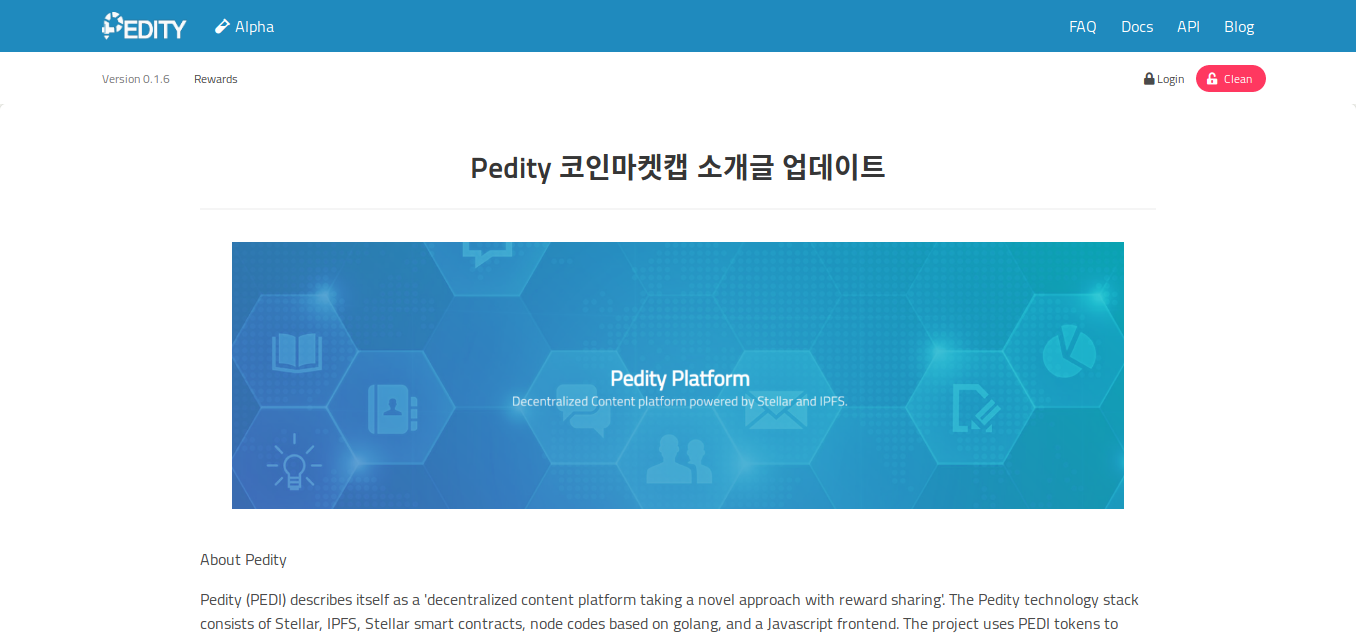 PEDITY Alpha FAQ Docs API Blog
Version 0.1.6 Rewards Login Clean
Pedity 코인마켓캡 소개글 업데이트
Pedity Platform
Decentralized Content platform powered by Stellar and IPFS.
About Pedity
Pedity (PEDI) describes itself as a 'decentralized content platform taking a novel approach with reward sharing'. The Pedity technology stack
consists of Stellar, IPFS, Stellar smart contracts, node codes based on golang, and a Javascript frontend. The project uses PEDI tokens to